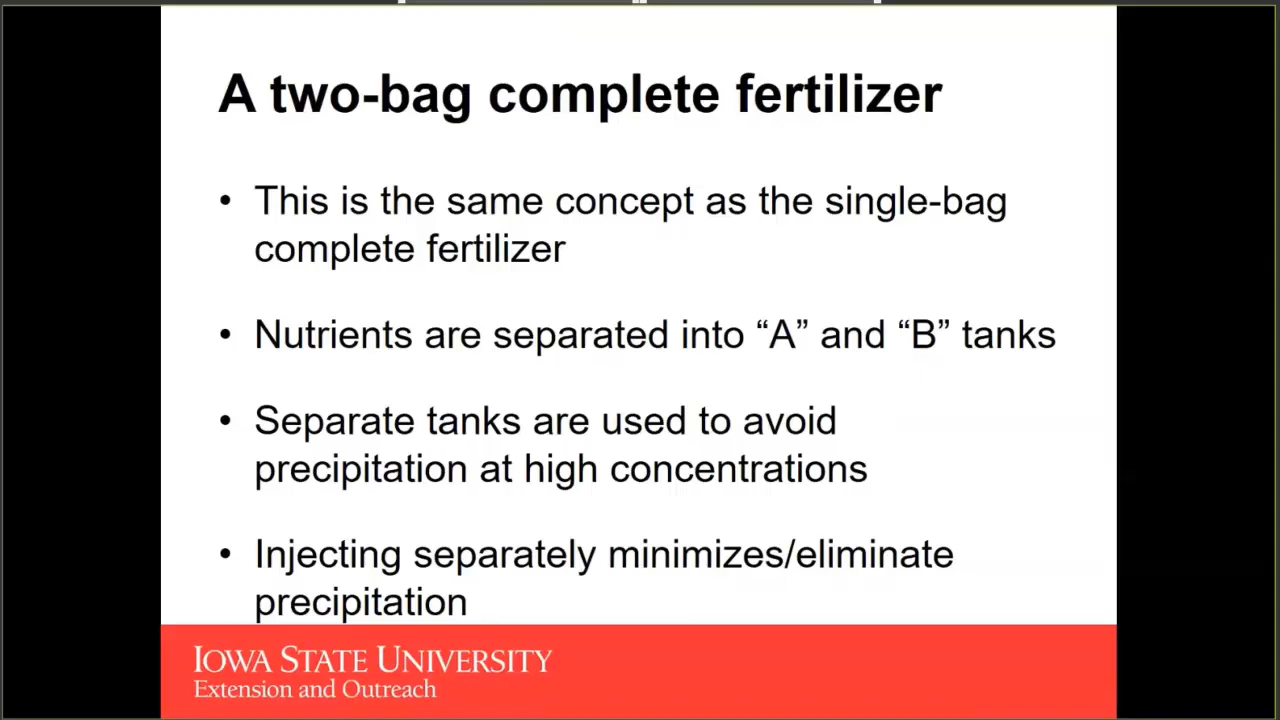 A two-bag complete fertilizer
• This is the same concept as the single-bag
complete fertilizer
• Nutrients are separated into “A” and “B” tanks
• Separate tanks are used to avoid
precipitation at high concentrations
• Injecting separately minimizes/eliminate
precipitation
IOWA STATE UNIVERSITY
Extension and Outreach